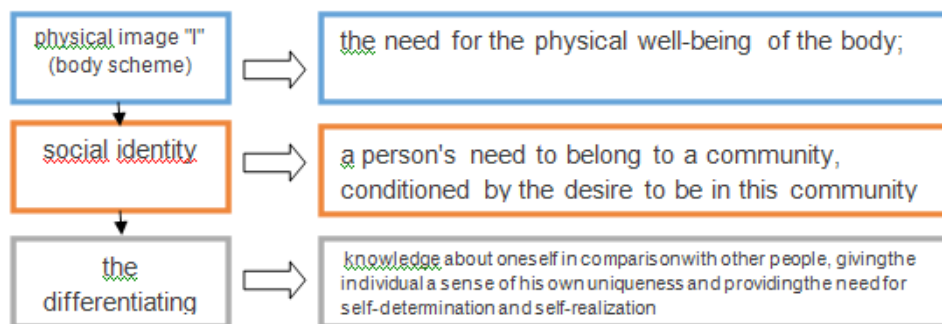 physical image "I"
(body scheme)
the need for the physical well-being of the body;
social identity
a person's need to belong to a community,
conditioned by the desire to be in this community
the
differentiating
knowledge about oneself in comparisonwith other people, givingthe
individual a sense of his own uniqueness and providingthe need for
self-determination and self-realization